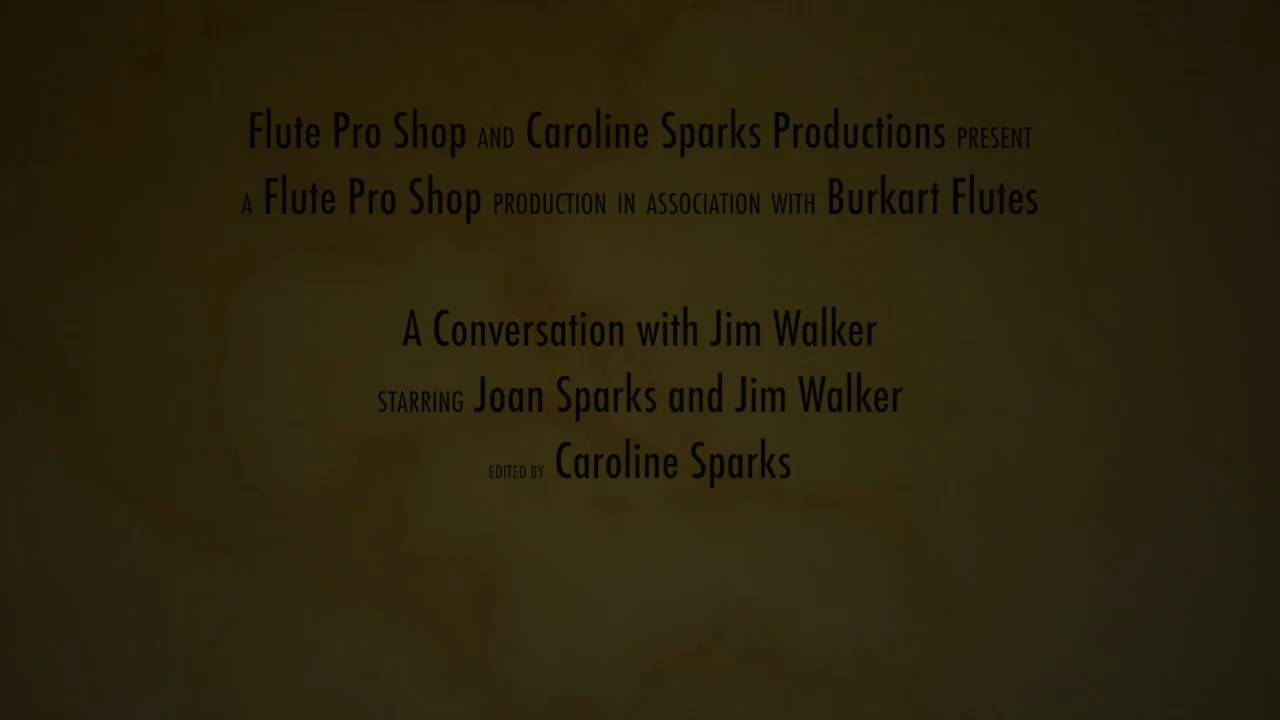 Flute Pro Shop AND Caroline Sparks Productions PRESENT
A Flute Pro Shop PRODUCTION IN ASSOCIATION WITH Burkart Flutes
A Conversation with Jim Walker
STARRING Joan Sparks and Jim Walker
EDITED BY Caroline Sparks